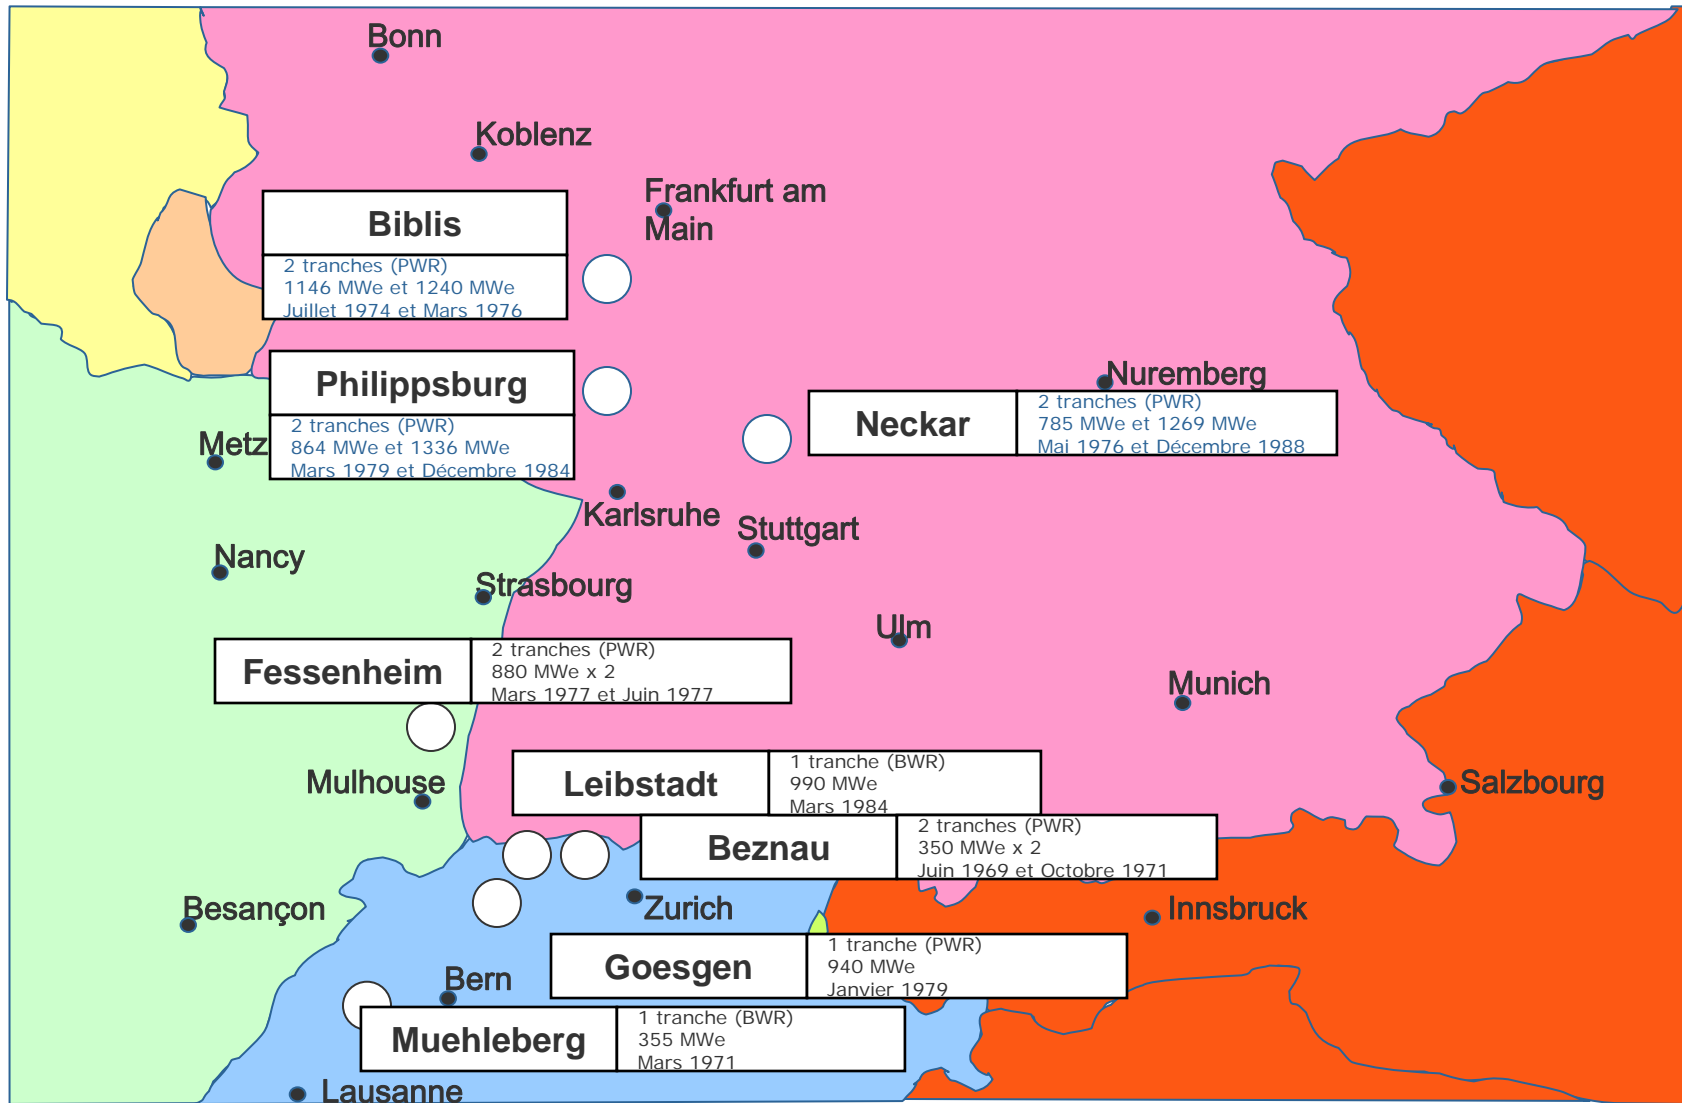 Bonn
Koblenz
Frankfurt am
Main
Biblis
2 tranches (PWR)
1146 MWe et 1240 MWe
Juillet 1974 et Mars 1976
Philippsburg
2 tranches (PWR)
864 MWe et 1336 MWe
Mars 1979 et Décembre 1984
Nuremberg
Neckar
2 tranches (PWR)
785 MWe et 1269 MWe
Mai 1976 et Décembre 1988
Metz
Karlsruhe
Stuttgart
Nancy
Strasbourg
Ulm
Fessenheim
2 tranches (PWR)
880 MWe x 2
Mars 1977 et Juin 1977
Munich
Mulhouse
Leibstadt
1 tranche (BWR)
990 MWe
Mars 1984
Salzbourg
Beznau
2 tranches (PWR)
350 MWe x 2
Juin 1969 et Octobre 1971
Besançon
Zurich
Innsbruck
Goesgen
1 tranche (PWR)
940 MWe
Janvier 1979
Bern
Muehleberg
1 tranche (BWR)
355 MWe
Mars 1971
Lausanne